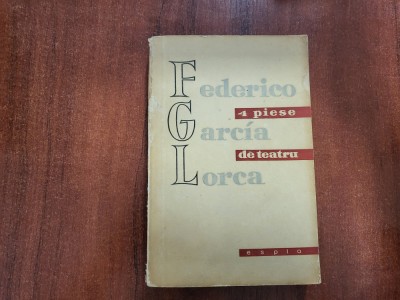 Federico
4 piese
García
de teatru
Lorca
espla